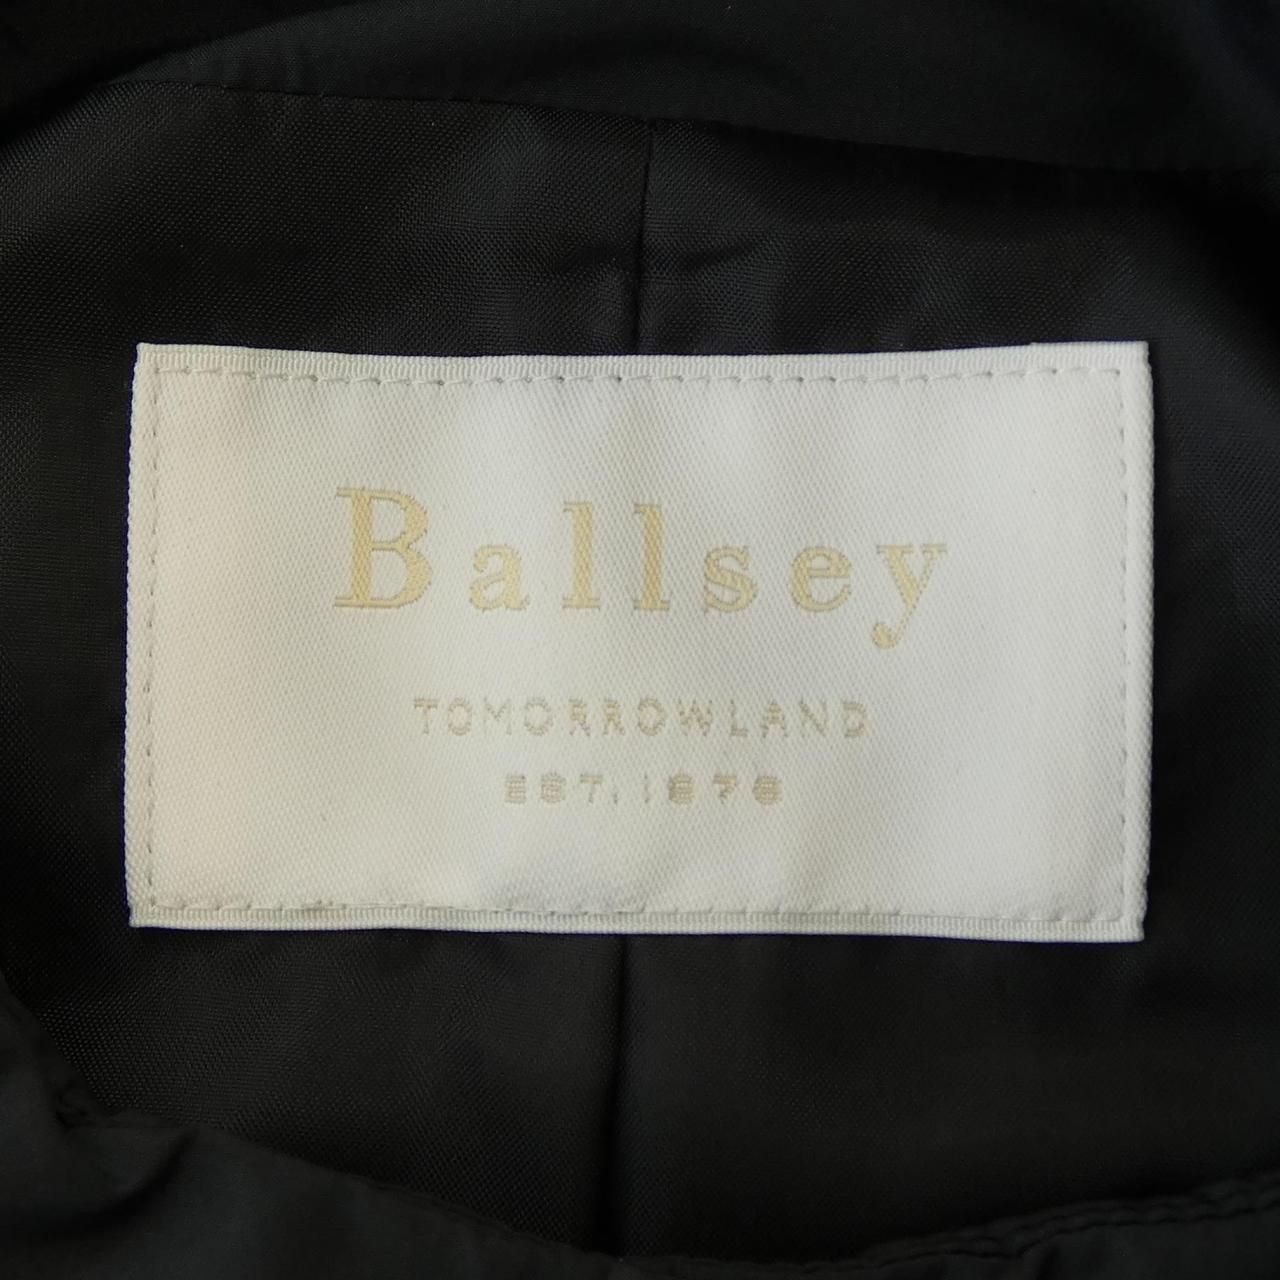 Ballsey
TOMORROWLAND
EST. 1978